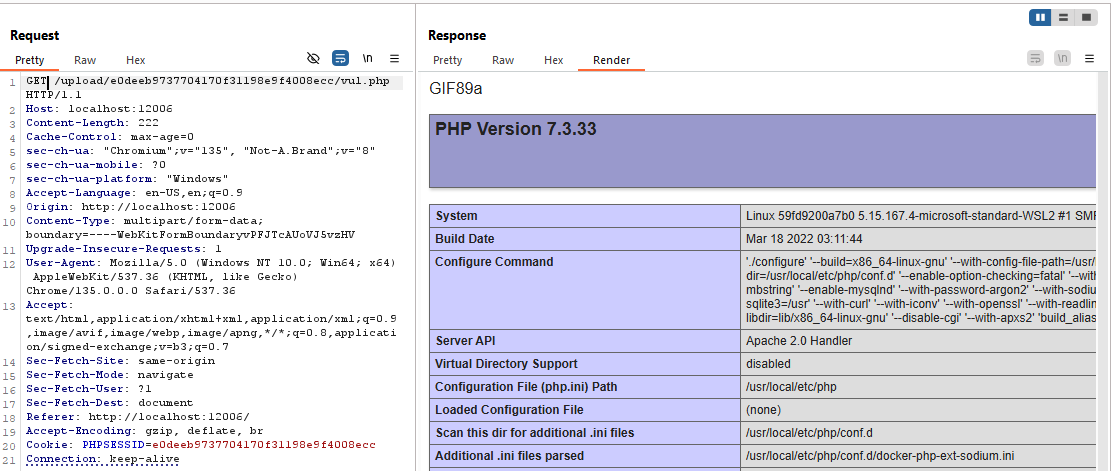 Request
Pretty Raw Hex \n
1 GET /upload/e0deeb9737704170f31198e9f4008ecc/vul.php
HTTP/1.1
2 Host: localhost:12006
3 Content-Length: 222
4 Cache-Control: max-age=0
5 sec-ch-ua: "Chromium";v="135", "Not-A.Brand";v="8"
6 sec-ch-ua-mobile: ?0
7 sec-ch-ua-platform: "Windows"
8 Accept-Language: en-US,en;q=0.9
9 Origin: http://localhost:12006
10 Content-Type: multipart/form-data;
boundary=----WebKitFormBoundaryvPFJTcAUoVJ5vzHV
11 Upgrade-Insecure-Requests: 1
12 User-Agent: Mozilla/5.0 (Windows NT 10.0; Win64; x64)
AppleWebKit/537.36 (KHTML, like Gecko)
Chrome/135.0.0.0 Safari/537.36
13 Accept:
text/html,application/xhtml+xml,application/xml;q=0.9
,image/avif,image/webp,image/apng,*/*;q=0.8,applicati
on/signed-exchange;v=b3;q=0.7
14 Sec-Fetch-Site: same-origin
15 Sec-Fetch-Mode: navigate
16 Sec-Fetch-User: ?1
17 Sec-Fetch-Dest: document
18 Referer: http://localhost:12006/
19 Accept-Encoding: gzip, deflate, br
20 Cookie: PHPSESSID=e0deeb9737704170f31198e9f4008ecc
21 Connection: keep-alive
Response
Pretty Raw Hex Render \n
GIF89a
PHP Version 7.3.33
System Linux 59fd9200a7b0 5.15.167.4-microsoft-standard-WSL2 #1 SMP
Build Date Mar 18 2022 03:11:44
Configure Command './configure' '--build=x86_64-linux-gnu' '--with-config-file-path=/usr/
dir=/usr/local/etc/php/conf.d' '--enable-option-checking=fatal' '--with
mbstring' '--enable-mysqlnd' '--with-password-argon2' '--with-sodiu
sqlite3=/usr' '--with-curl' '--with-iconv' '--with-openssl' '--with-readlin
libdir=lib/x86_64-linux-gnu' '--disable-cgi' '--with-apxs2' 'build_alias
Server API Apache 2.0 Handler
Virtual Directory Support disabled
Configuration File (php.ini) Path /usr/local/etc/php
Loaded Configuration File (none)
Scan this dir for additional .ini files /usr/local/etc/php/conf.d
Additional .ini files parsed /usr/local/etc/php/conf.d/docker-php-ext-sodium.ini